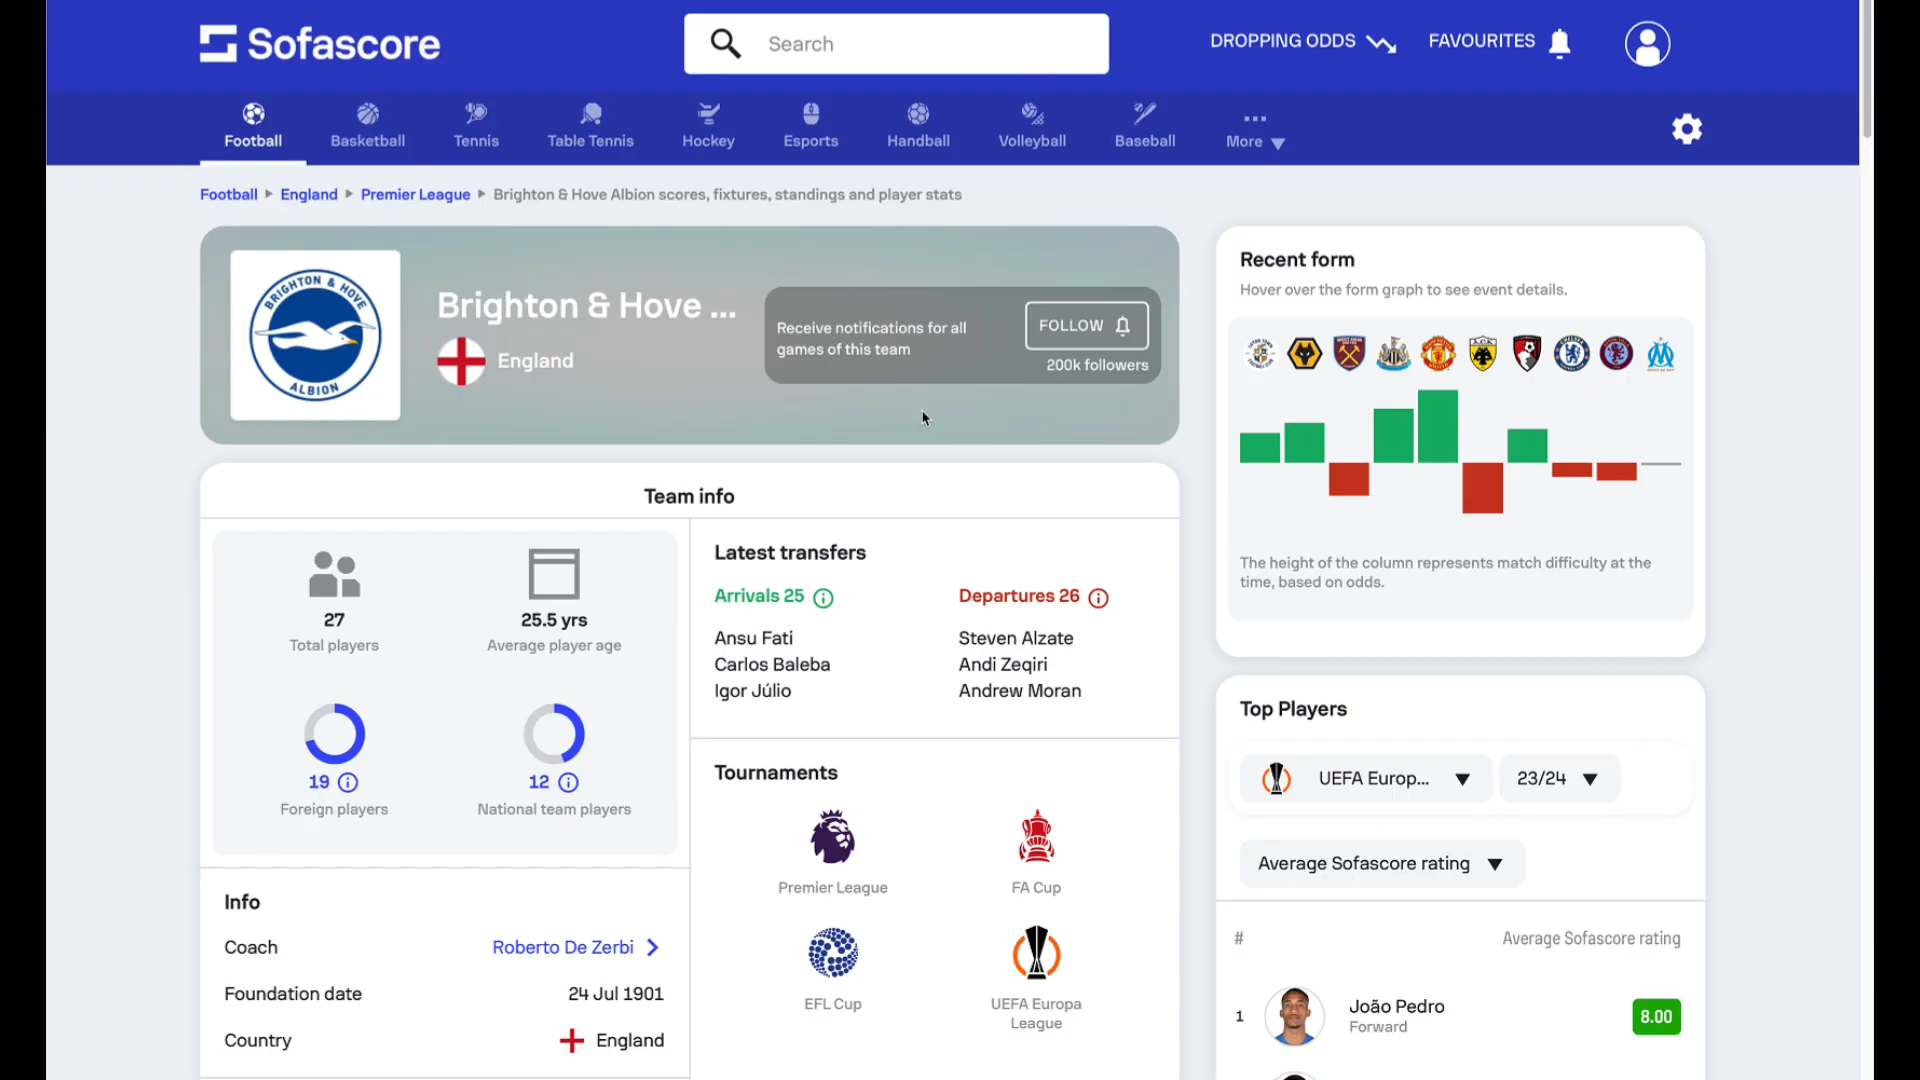 Sofascore
Search
DROPPING ODDS
FAVOURITES
Football
Basketball
Tennis
Table Tennis
Hockey
Esports
Handball
Volleyball
Baseball
More
Football England Premier League Brighton & Hove Albion scores, fixtures, standings and player stats
BRIGHTON & HOVE
ALBION
Brighton & Hove ...
England
Receive notifications for all
games of this team
FOLLOW
200k followers
Team info
27
Total players
25.5 yrs
Average player age
19
Foreign players
12
National team players
Info
Coach
Roberto De Zerbi
Foundation date
24 Jul 1901
Country
England
Latest transfers
Arrivals 25
Ansu Fati
Carlos Baleba
Igor Júlio
Departures 26
Steven Alzate
Andi Zeqiri
Andrew Moran
Tournaments
Premier League
FA Cup
EFL Cup
UEFA Europa
League
Recent form
Hover over the form graph to see event details.
The height of the column represents match difficulty at the
time, based on odds.
Top Players
UEFA Europ...
23/24
Average Sofascore rating
#
Average Sofascore rating
1
João Pedro
Forward
8.00